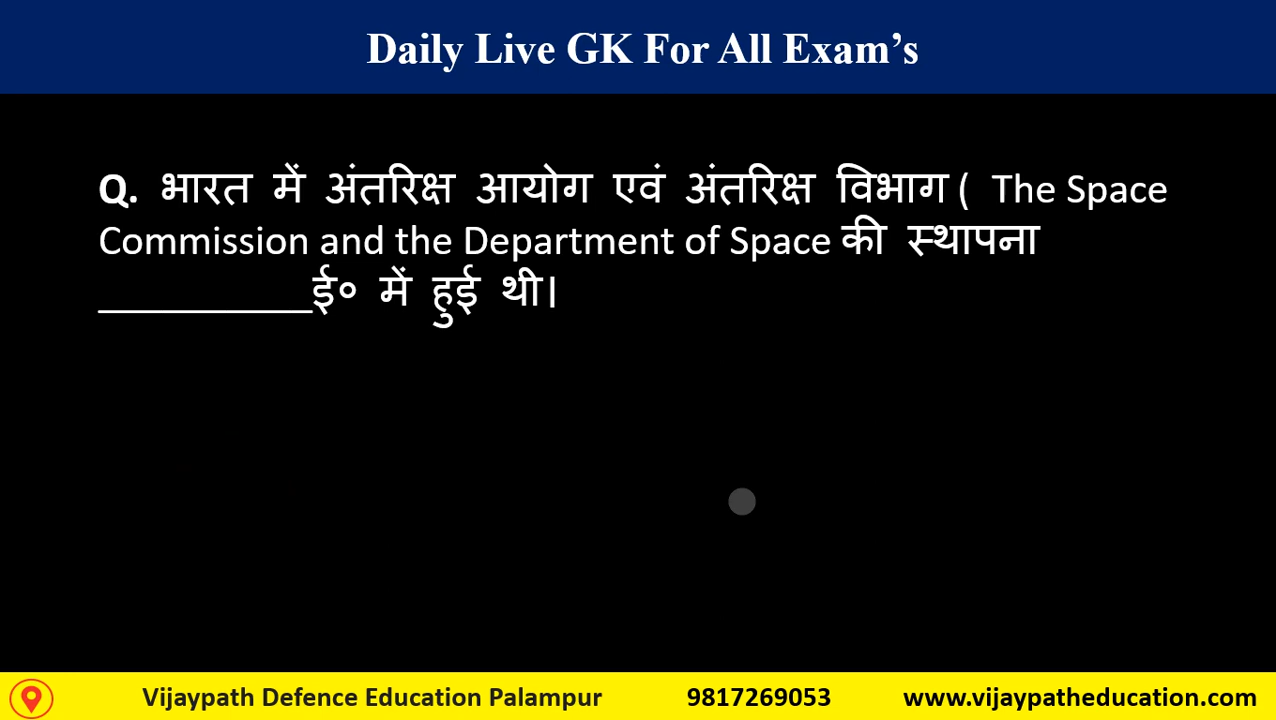 Daily Live GK For All Exam’s
Q. भारत में अंतरिक्ष आयोग एवं अंतरिक्ष विभाग ( The Space
Commission and the Department of Space की स्थापना
__________ई० में हुई थी।
Vijaypath Defence Education Palampur 9817269053 www.vijaypatheducation.com